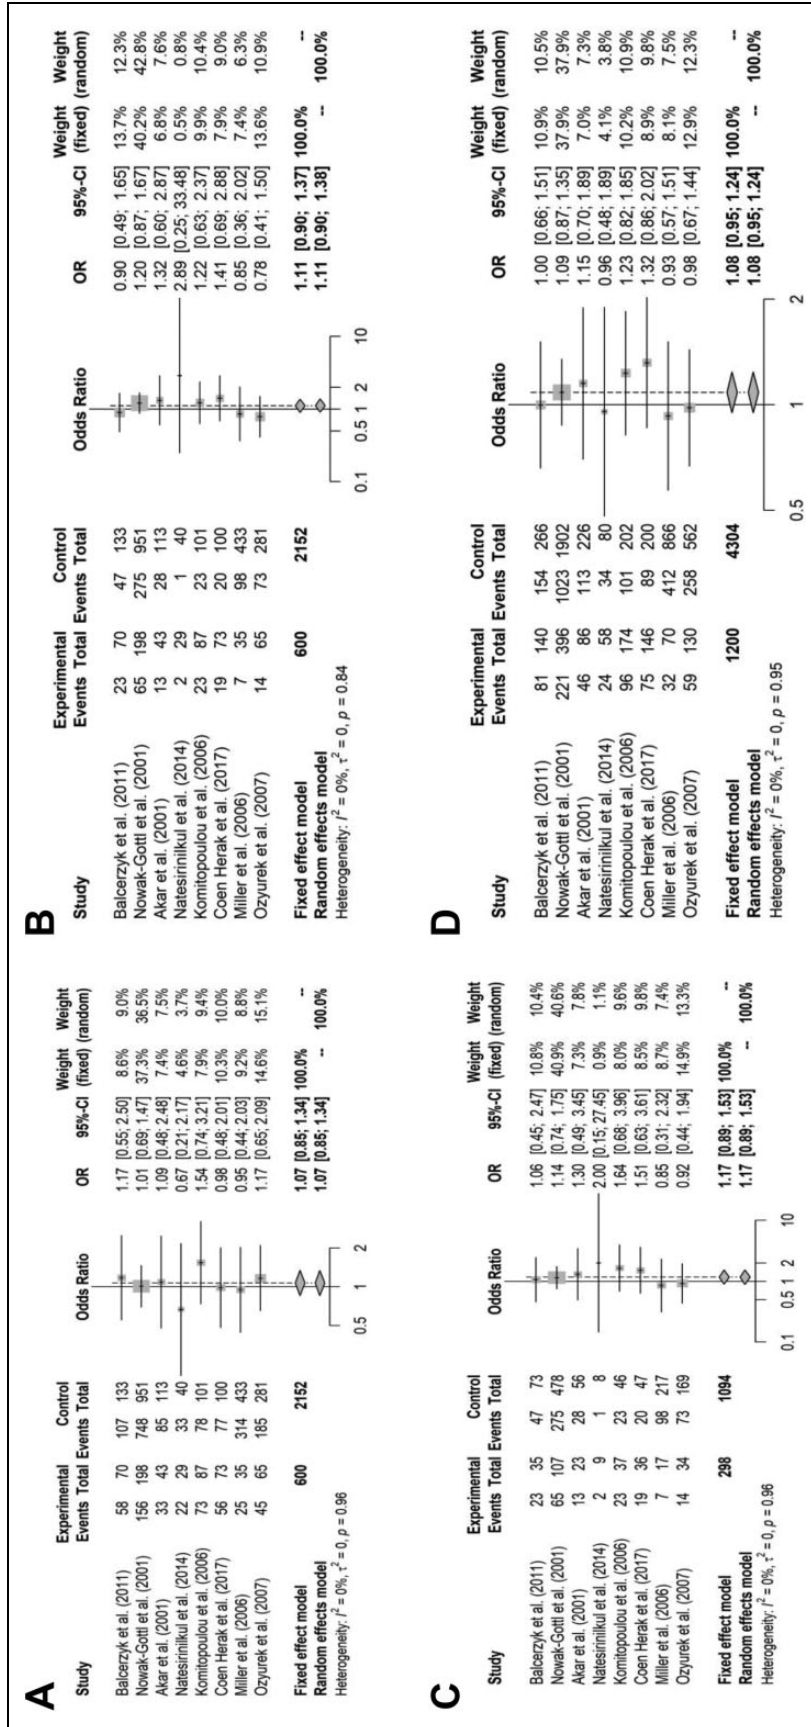 A
Experimental Control Weight Weight
Study Events Total Events Total Odds Ratio OR 95%-CI (fixed) (random)
Balcerzyk et al. (2011) 58 70 107 133 1.17 [0.55; 2.50] 8.6% 9.0%
Nowak-Gottl et al. (2001) 156 198 748 951 1.01 [0.69; 1.47] 37.3% 36.5%
Akar et al. (2001) 33 43 85 113 1.09 [0.48; 2.48] 7.4% 7.5%
Natesirinilkul et al. (2014) 22 29 33 40 0.67 [0.21; 2.17] 4.6% 3.7%
Komitopoulou et al. (2006) 73 87 78 101 1.54 [0.74; 3.21] 7.9% 9.4%
Coen Herak et al. (2017) 56 73 77 100 0.98 [0.48; 2.01] 10.3% 10.0%
Miller et al. (2006) 25 35 314 433 0.95 [0.44; 2.03] 9.2% 8.8%
Ozyurek et al. (2007) 45 65 185 281 1.17 [0.65; 2.09] 14.6% 15.1%
Fixed effect model 600 2152 1.07 [0.85; 1.34] 100.0% --
Random effects model 1.07 [0.85; 1.34] -- 100.0%
Heterogeneity: I² = 0%, τ² = 0, p = 0.96
0.5 1 2
B
Experimental Control Weight Weight
Study Events Total Events Total Odds Ratio OR 95%-CI (fixed) (random)
Balcerzyk et al. (2011) 23 70 47 133 0.90 [0.49; 1.65] 13.7% 12.3%
Nowak-Gottl et al. (2001) 65 198 275 951 1.20 [0.87; 1.67] 40.2% 42.8%
Akar et al. (2001) 13 43 28 113 1.32 [0.60; 2.87] 6.8% 7.6%
Natesirinilkul et al. (2014) 2 29 1 40 2.89 [0.25; 33.48] 0.5% 0.8%
Komitopoulou et al. (2006) 23 87 23 101 1.22 [0.63; 2.37] 9.9% 10.4%
Coen Herak et al. (2017) 19 73 20 100 1.41 [0.69; 2.88] 7.9% 9.0%
Miller et al. (2006) 7 35 98 433 0.85 [0.36; 2.02] 7.4% 6.3%
Ozyurek et al. (2007) 14 65 73 281 0.78 [0.41; 1.50] 13.6% 10.9%
Fixed effect model 600 2152 1.11 [0.90; 1.37] 100.0% --
Random effects model 1.11 [0.90; 1.38] -- 100.0%
Heterogeneity: I² = 0%, τ² = 0, p = 0.84
0.1 0.5 1 2 10
C
Experimental Control Weight Weight
Study Events Total Events Total Odds Ratio OR 95%-CI (fixed) (random)
Balcerzyk et al. (2011) 23 35 47 73 1.06 [0.45; 2.47] 10.8% 10.4%
Nowak-Gottl et al. (2001) 65 107 275 478 1.14 [0.74; 1.75] 40.9% 40.6%
Akar et al. (2001) 13 23 28 56 1.30 [0.49; 3.45] 7.3% 7.8%
Natesirinilkul et al. (2014) 2 9 1 8 2.00 [0.15; 27.45] 0.9% 1.1%
Komitopoulou et al. (2006) 23 37 23 46 1.64 [0.68; 3.96] 8.0% 9.6%
Coen Herak et al. (2017) 19 36 20 47 1.51 [0.63; 3.61] 8.5% 9.8%
Miller et al. (2006) 7 17 98 217 0.85 [0.31; 2.32] 8.7% 7.4%
Ozyurek et al. (2007) 14 34 73 169 0.92 [0.44; 1.94] 14.9% 13.3%
Fixed effect model 298 1094 1.17 [0.89; 1.53] 100.0% --
Random effects model 1.17 [0.89; 1.53] -- 100.0%
Heterogeneity: I² = 0%, τ² = 0, p = 0.96
0.1 0.5 1 2 10
D
Experimental Control Weight Weight
Study Events Total Events Total Odds Ratio OR 95%-CI (fixed) (random)
Balcerzyk et al. (2011) 81 140 154 266 1.00 [0.66; 1.51] 10.9% 10.5%
Nowak-Gottl et al. (2001) 221 396 1023 1902 1.09 [0.87; 1.35] 37.9% 37.9%
Akar et al. (2001) 46 86 113 226 1.15 [0.70; 1.89] 7.0% 7.3%
Natesirinilkul et al. (2014) 24 58 34 80 0.96 [0.48; 1.89] 4.1% 3.8%
Komitopoulou et al. (2006) 96 174 101 202 1.23 [0.82; 1.85] 10.2% 10.9%
Coen Herak et al. (2017) 75 146 89 200 1.32 [0.86; 2.02] 8.9% 9.8%
Miller et al. (2006) 32 70 412 866 0.93 [0.57; 1.51] 8.1% 7.5%
Ozyurek et al. (2007) 59 130 258 562 0.98 [0.67; 1.44] 12.9% 12.3%
Fixed effect model 1200 4304 1.08 [0.95; 1.24] 100.0% --
Random effects model 1.08 [0.95; 1.24] -- 100.0%
Heterogeneity: I² = 0%, τ² = 0, p = 0.95
0.5 1 2